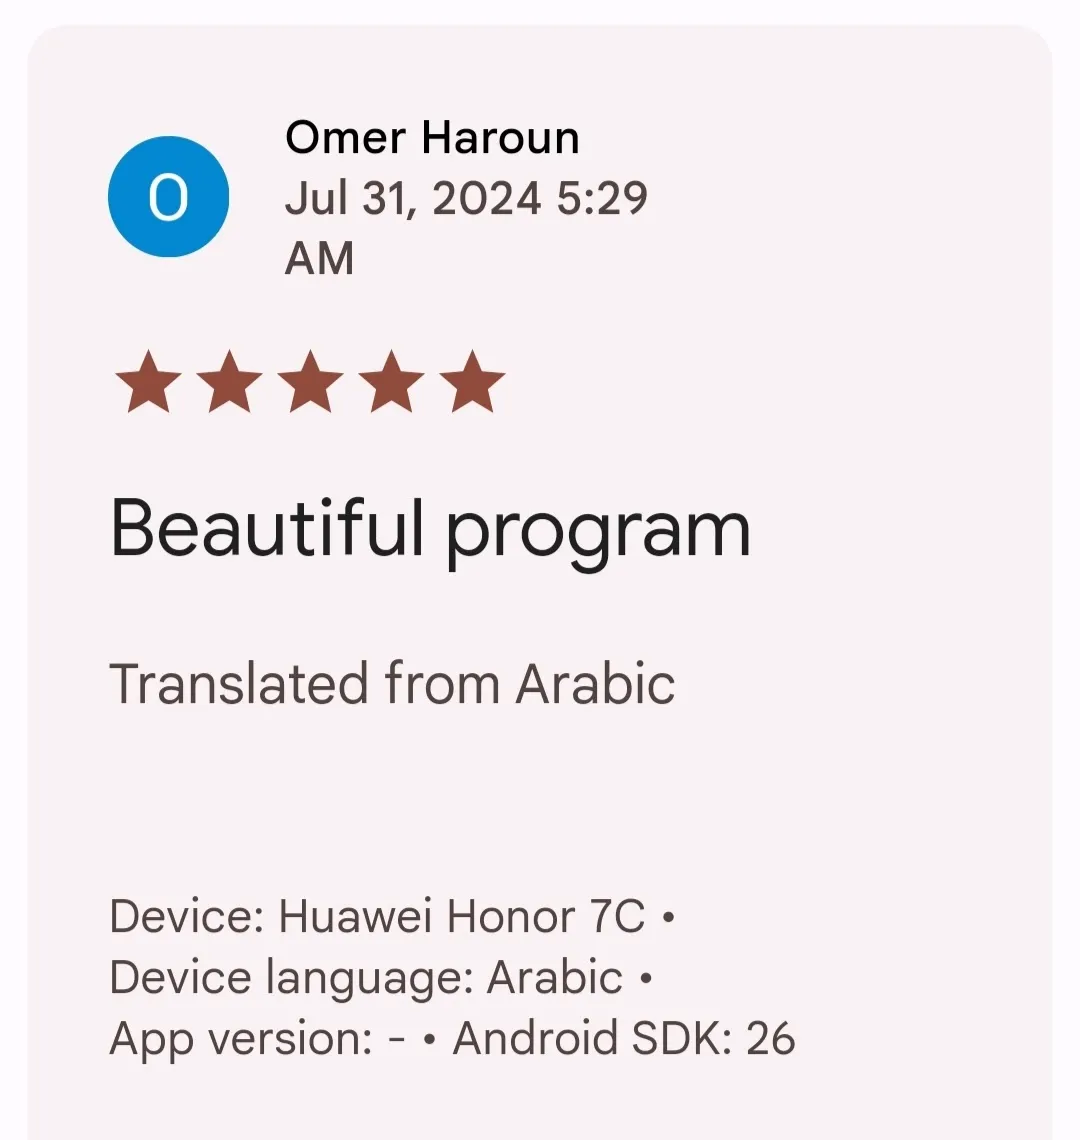 O
Omer Haroun
Jul 31, 2024 5:29
AM
Beautiful program
Translated from Arabic
Device: Huawei Honor 7C •
Device language: Arabic •
App version: - • Android SDK: 26